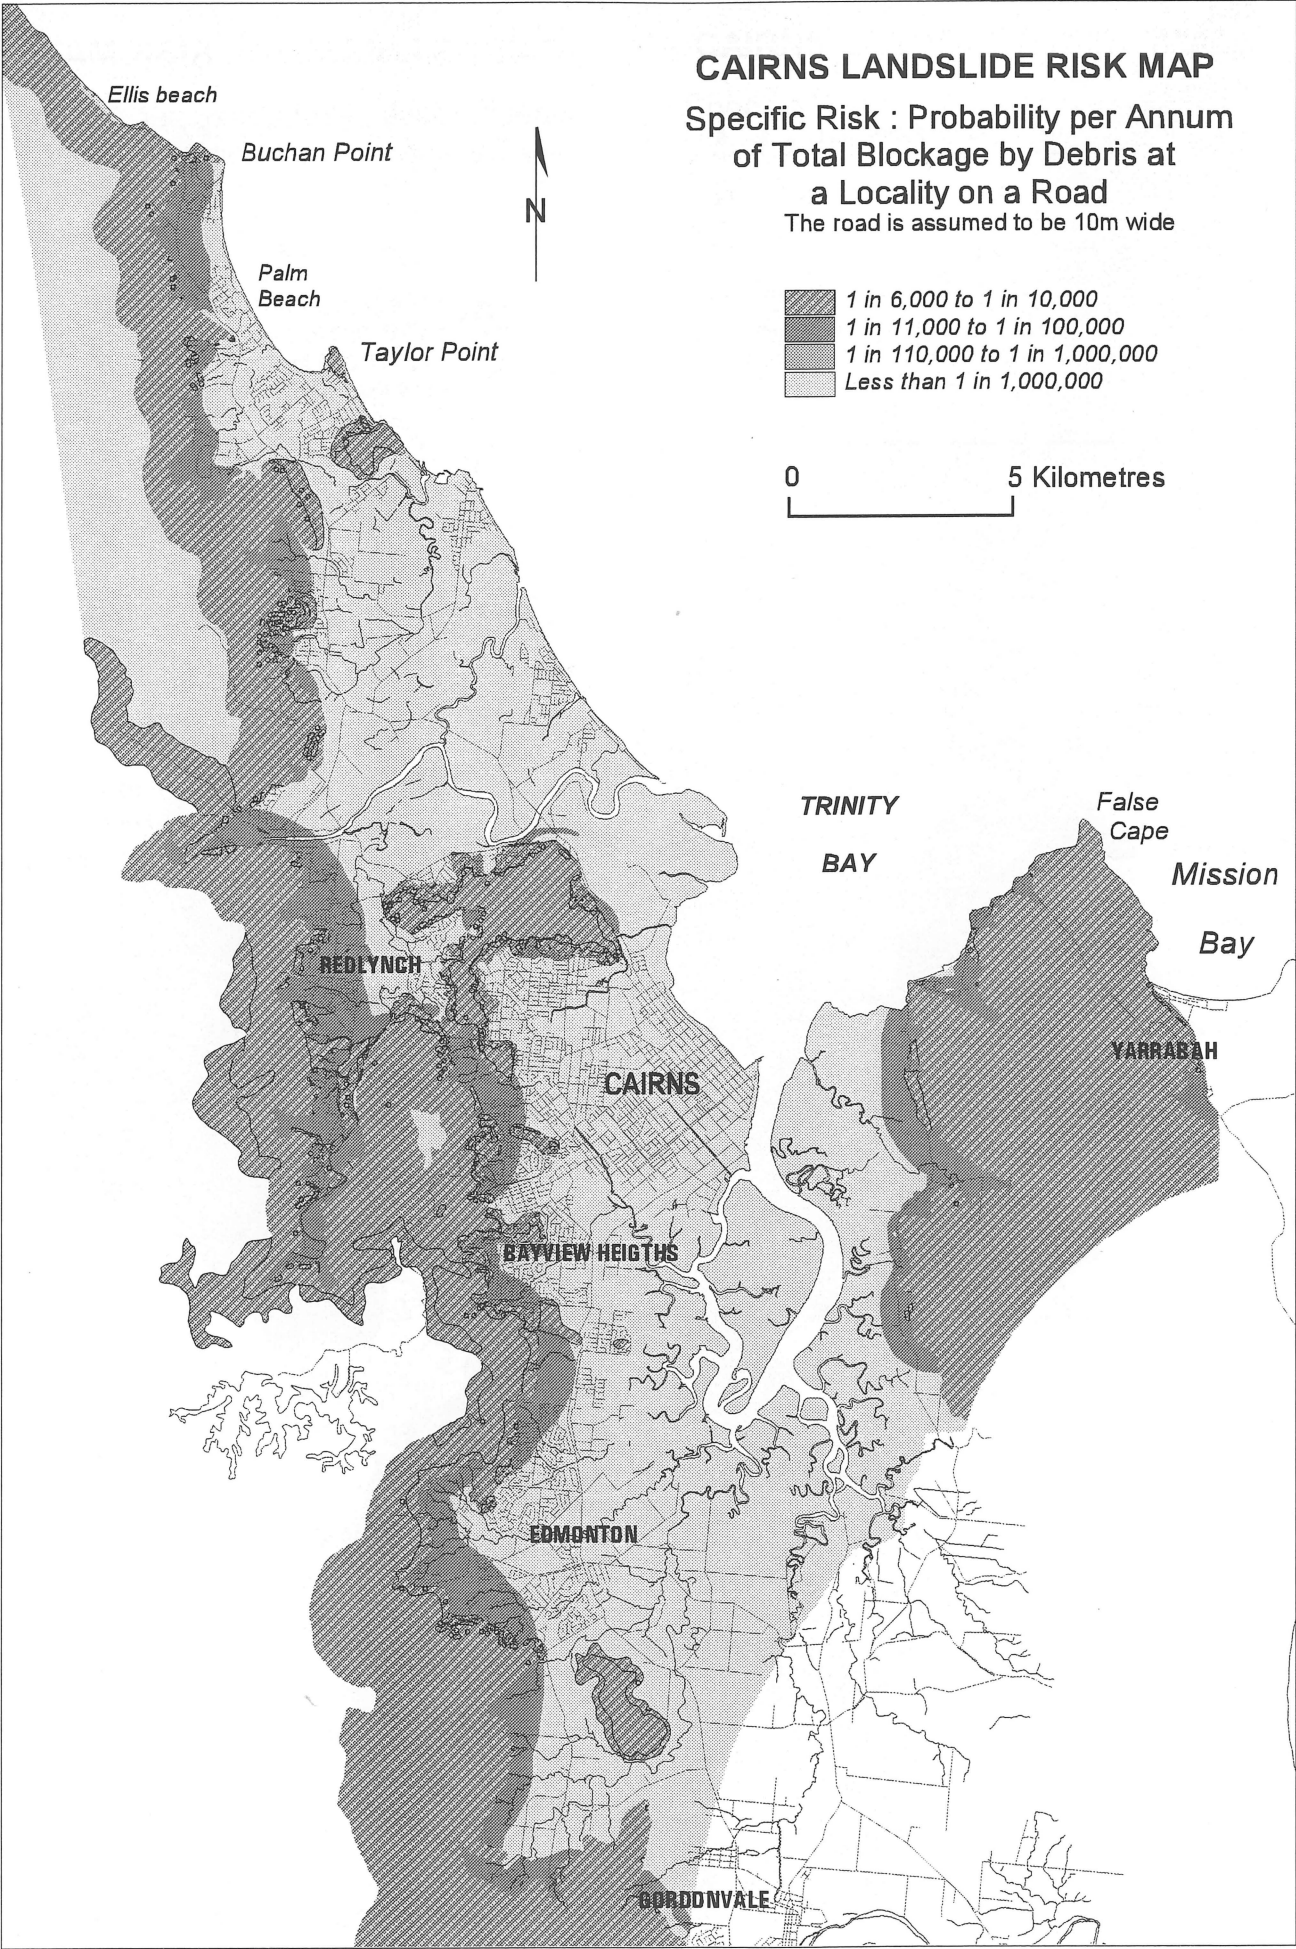 CAIRNS LANDSLIDE RISK MAP
Specific Risk : Probability per Annum
of Total Blockage by Debris at
a Locality on a Road
The road is assumed to be 10m wide
1 in 6,000 to 1 in 10,000
1 in 11,000 to 1 in 100,000
1 in 110,000 to 1 in 1,000,000
Less than 1 in 1,000,000
0 5 Kilometres
N
Ellis beach
Buchan Point
Palm
Beach
Taylor Point
TRINITY
BAY
False
Cape
Mission
Bay
REDLYNCH
YARRABAH
CAIRNS
BAYVIEW HEIGTHS
EDMONTON
GORDONVALE